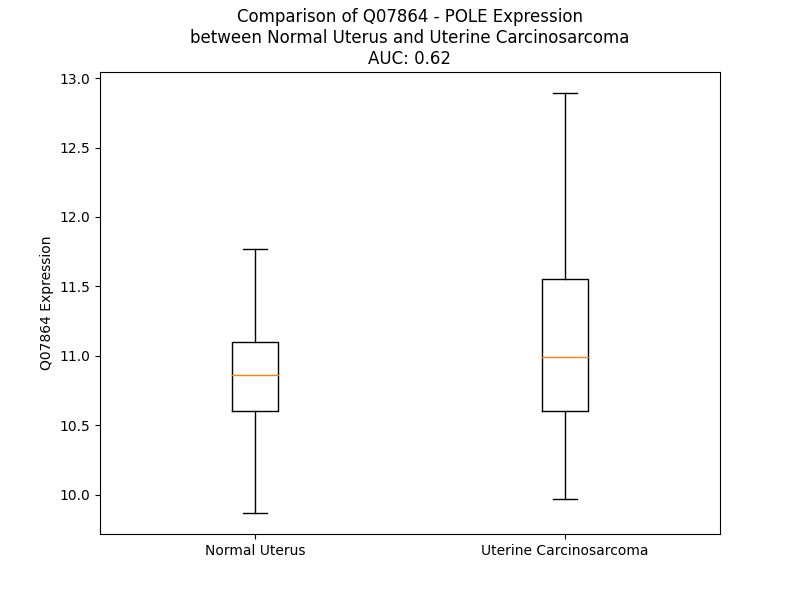 Comparison of Q07864 - POLE Expression
between Normal Uterus and Uterine Carcinosarcoma
AUC: 0.62
13.0
12.5
12.0
11.5
11.0
10.5
10.0
Q07864 Expression
Normal Uterus
Uterine Carcinosarcoma